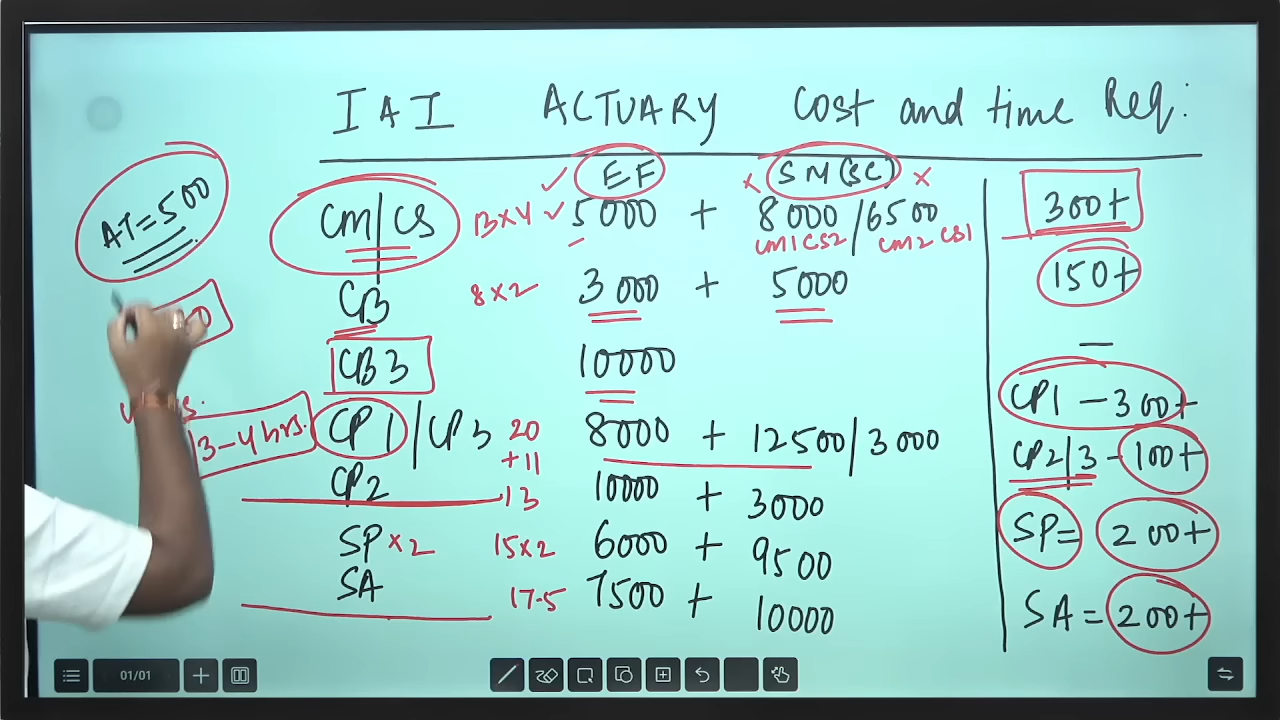 IAI ACTUARY Cost and time Req:
EF SM(SC)
AT=500
CM/CS 13×4 5000 + 8000/6500 300+
CM1CS2 CM2 CS1
CB 8×2 3000 + 5000 150+
CB3 10000 —
CP1 - 300+
3-4hrs. CP1/CP3 20 8000 + 12500/3000
+11
CP2/3 - 100+
CP2 13 10000 + 3000
SP×2 15×2 6000 + 9500 SP= 200+
SA 17.5 7500 + 10000 SA= 200+
01/01